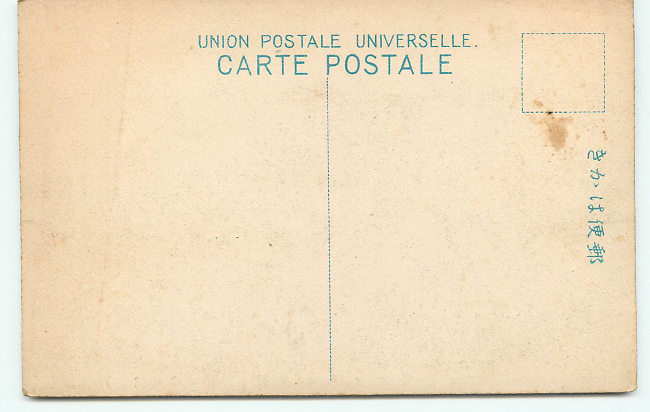 UNION POSTALE UNIVERSELLE.
CARTE POSTALE
郵便はかき